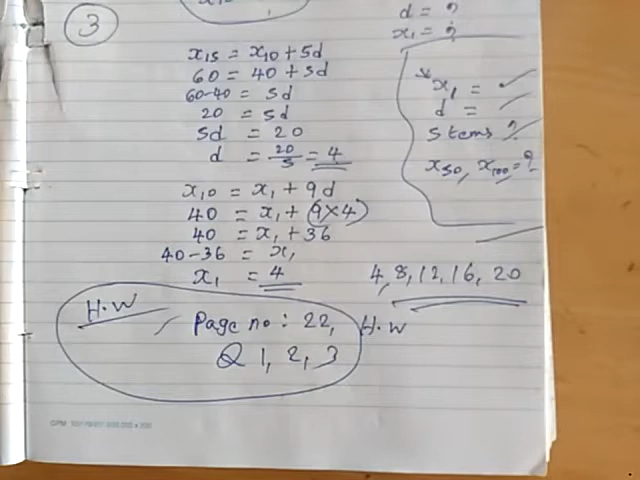 3
d = ?
x₁ = ?
x₁₅ = x₁₀ + 5d
60 = 40 + 5d
60-40 = 5d
20 = 5d
5d = 20
d = 20/5 = 4
x₁ =
d =
5 tems ?
x₅₀, x₁₀₀ = ?
x₁₀ = x₁ + 9d
40 = x₁ + (9×4)
40 = x₁ + 36
40-36 = x₁
x₁ = 4
4, 8, 12, 16, 20
H.W
Page no: 22, H.W
Q 1, 2, 3